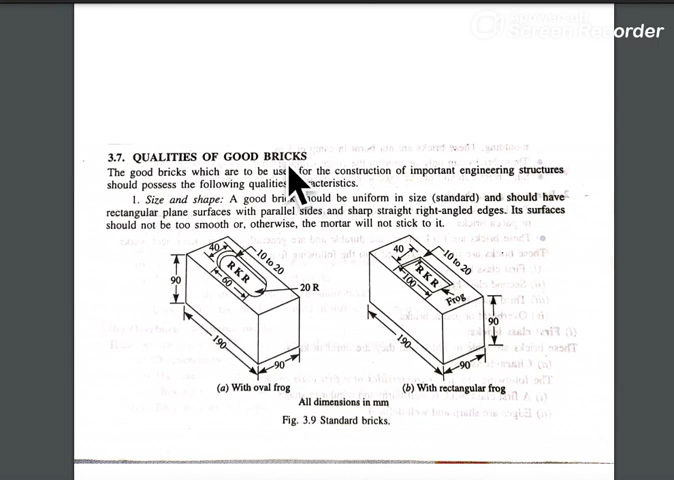 Screen Recorder
3.7. QUALITIES OF GOOD BRICKS
The good bricks which are to be use for the construction of important engineering structures
should possess the following qualities acteristics.
1. Size and shape: A good bri ould be uniform in size (standard) and should have
rectangular plane surfaces with parallel sides and sharp straight right-angled edges. Its surfaces
should not be too smooth or, otherwise, the mortar will not stick to it.
40
10 to 20
RKR
60
20 R
90
190
90
40
10 to 20
RKR
100
Frog
90
190
90
(a) With oval frog
(b) With rectangular frog
All dimensions in mm
Fig. 3.9 Standard bricks.